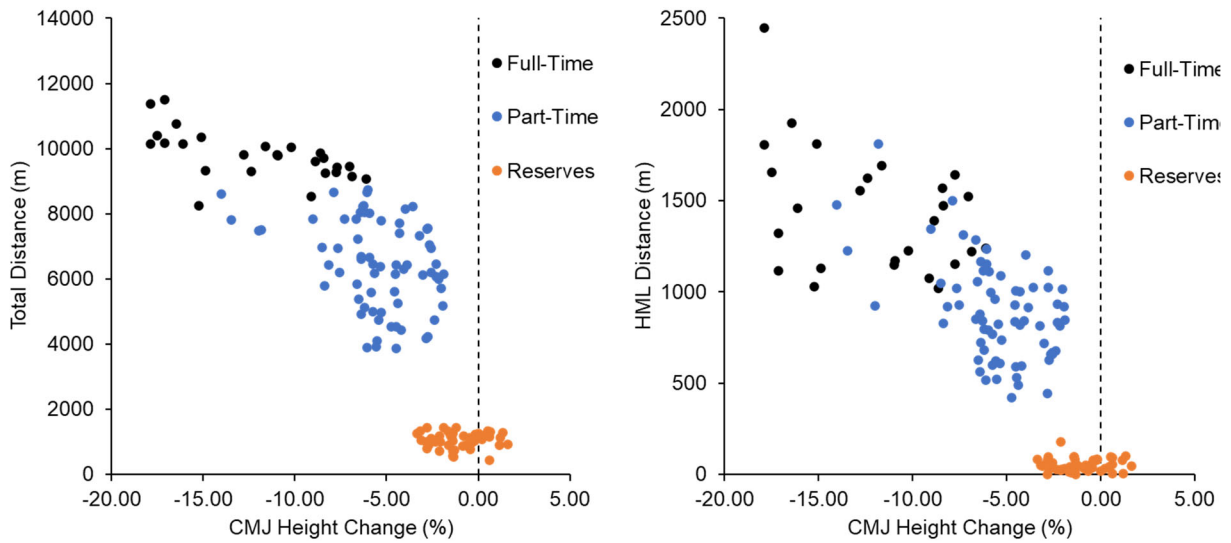 14000
12000
10000
8000
6000
4000
2000
0
-20.00 -15.00 -10.00 -5.00 0.00 5.00
Total Distance (m)
CMJ Height Change (%)
Full-Time
Part-Time
Reserves
2500
2000
1500
1000
500
0
-20.00 -15.00 -10.00 -5.00 0.00 5.00
HML Distance (m)
CMJ Height Change (%)
Full-Time
Part-Time
Reserves